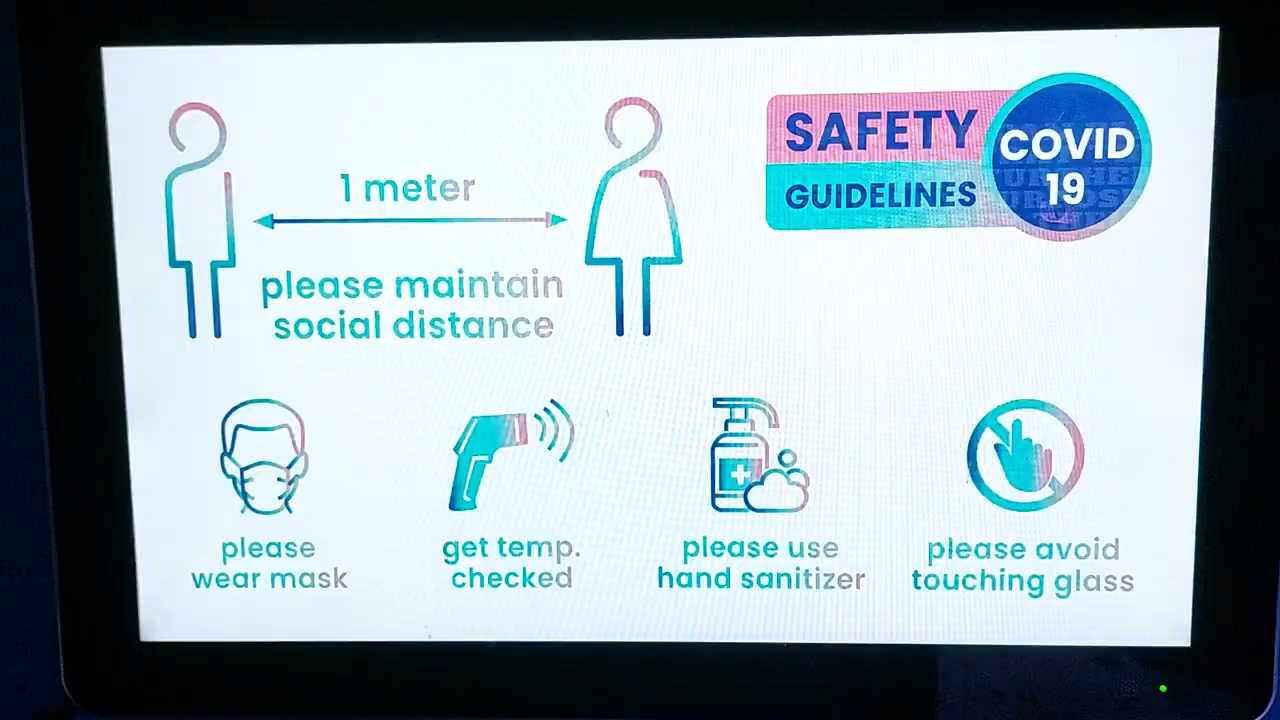 SAFETY
GUIDELINES
COVID
19
1 meter
please maintain
social distance
please
wear mask
get temp.
checked
please use
hand sanitizer
please avoid
touching glass